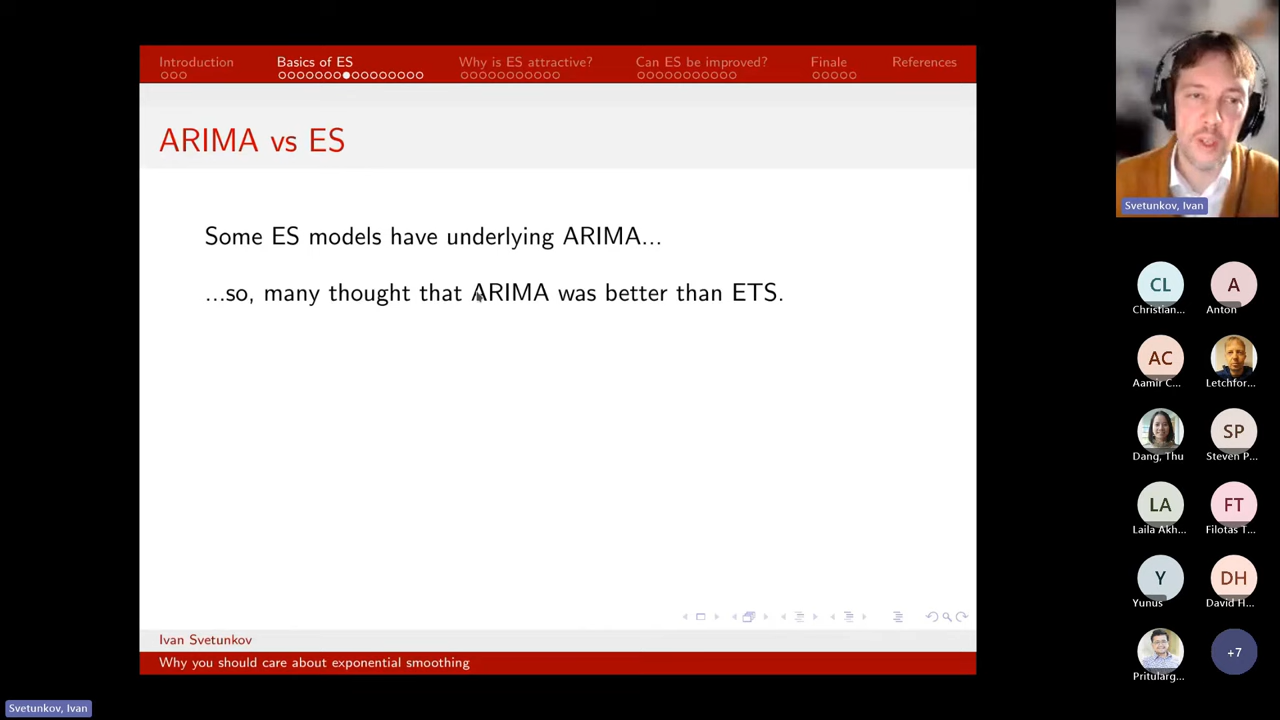 Introduction
Basics of ES
Why is ES attractive?
Can ES be improved?
Finale
References
ARIMA vs ES
Some ES models have underlying ARIMA...
...so, many thought that ARIMA was better than ETS.
Ivan Svetunkov
Why you should care about exponential smoothing
Svetunkov, Ivan
CL
A
Christian...
Anton
AC
Aamir C...
Letchfor...
SP
Dang, Thu
Steven P...
LA
FT
Laila Akh...
Filotas T...
Y
DH
Yunus
David H...
+7
Pritularg...
Svetunkov, Ivan